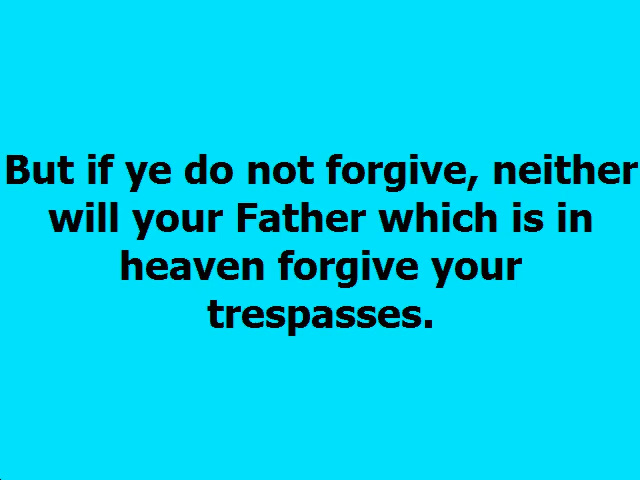 But if ye do not forgive, neither
will your Father which is in
heaven forgive your
trespasses.